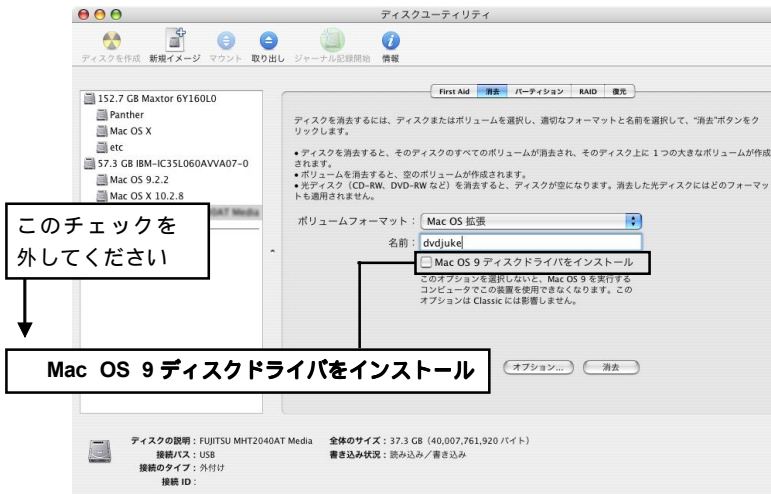 ディスクユーティリティ
ディスクを作成 新規イメージ マウント 取り出し ジャーナル記録開始 情報
First Aid 消去 パーティション RAID 復元
152.7 GB Maxtor 6Y160L0
Panther
Mac OS X
etc
57.3 GB IBM-IC35L060AVVA07-0
Mac OS 9.2.2
Mac OS X 10.2.8
ディスクを消去するには、ディスクまたはボリュームを選択し、適切なフォーマットと名前を選択して、“消去”ボタンをク
リックします。
• ディスクを消去すると、そのディスクのすべてのボリュームが消去され、そのディスク上に 1 つの大きなボリュームが作成
されます。
• ボリュームを消去すると、空のボリュームが作成されます。
• 光ディスク（CD-RW、DVD-RW など）を消去すると、ディスクが空になります。消去した光ディスクにはどのフォーマッ
トも適用されません。
このチェックを
外してください
ボリュームフォーマット： Mac OS 拡張
名前： dvdjuke
Mac OS 9 ディスクドライバをインストール
このオプションを選択しないと、Mac OS 9 を実行する
コンピュータでこの装置を使用できなくなります。この
オプションは Classic には影響しません。
Mac OS 9 ディスクドライバをインストール
オプション... 消去
ディスクの説明：FUJITSU MHT2040AT Media 全体のサイズ：37.3 GB（40,007,761,920 バイト）
接続バス：USB 書き込み状況：読み込み／書き込み
接続のタイプ：外付け
接続 ID：